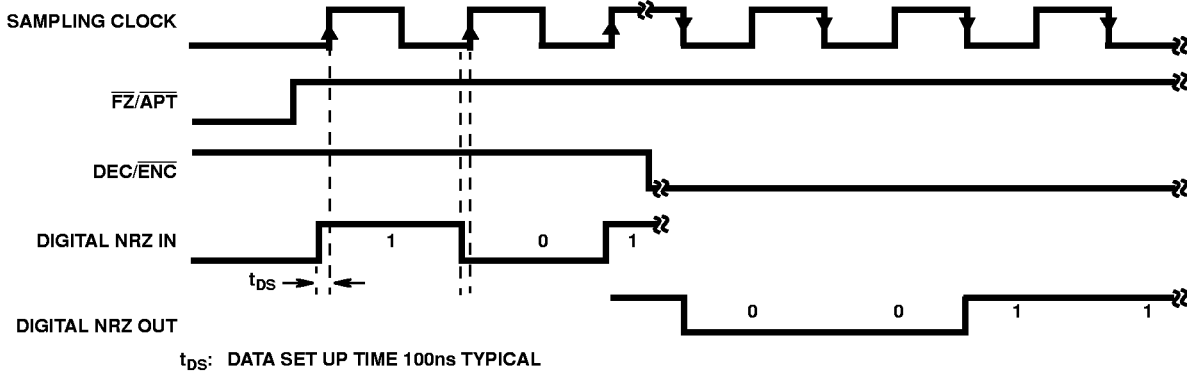 SAMPLING CLOCK
FZ/APT
DEC/ENC
DIGITAL NRZ IN
1 0 1
tDS
DIGITAL NRZ OUT
0 0 1 1
tDS: DATA SET UP TIME 100ns TYPICAL